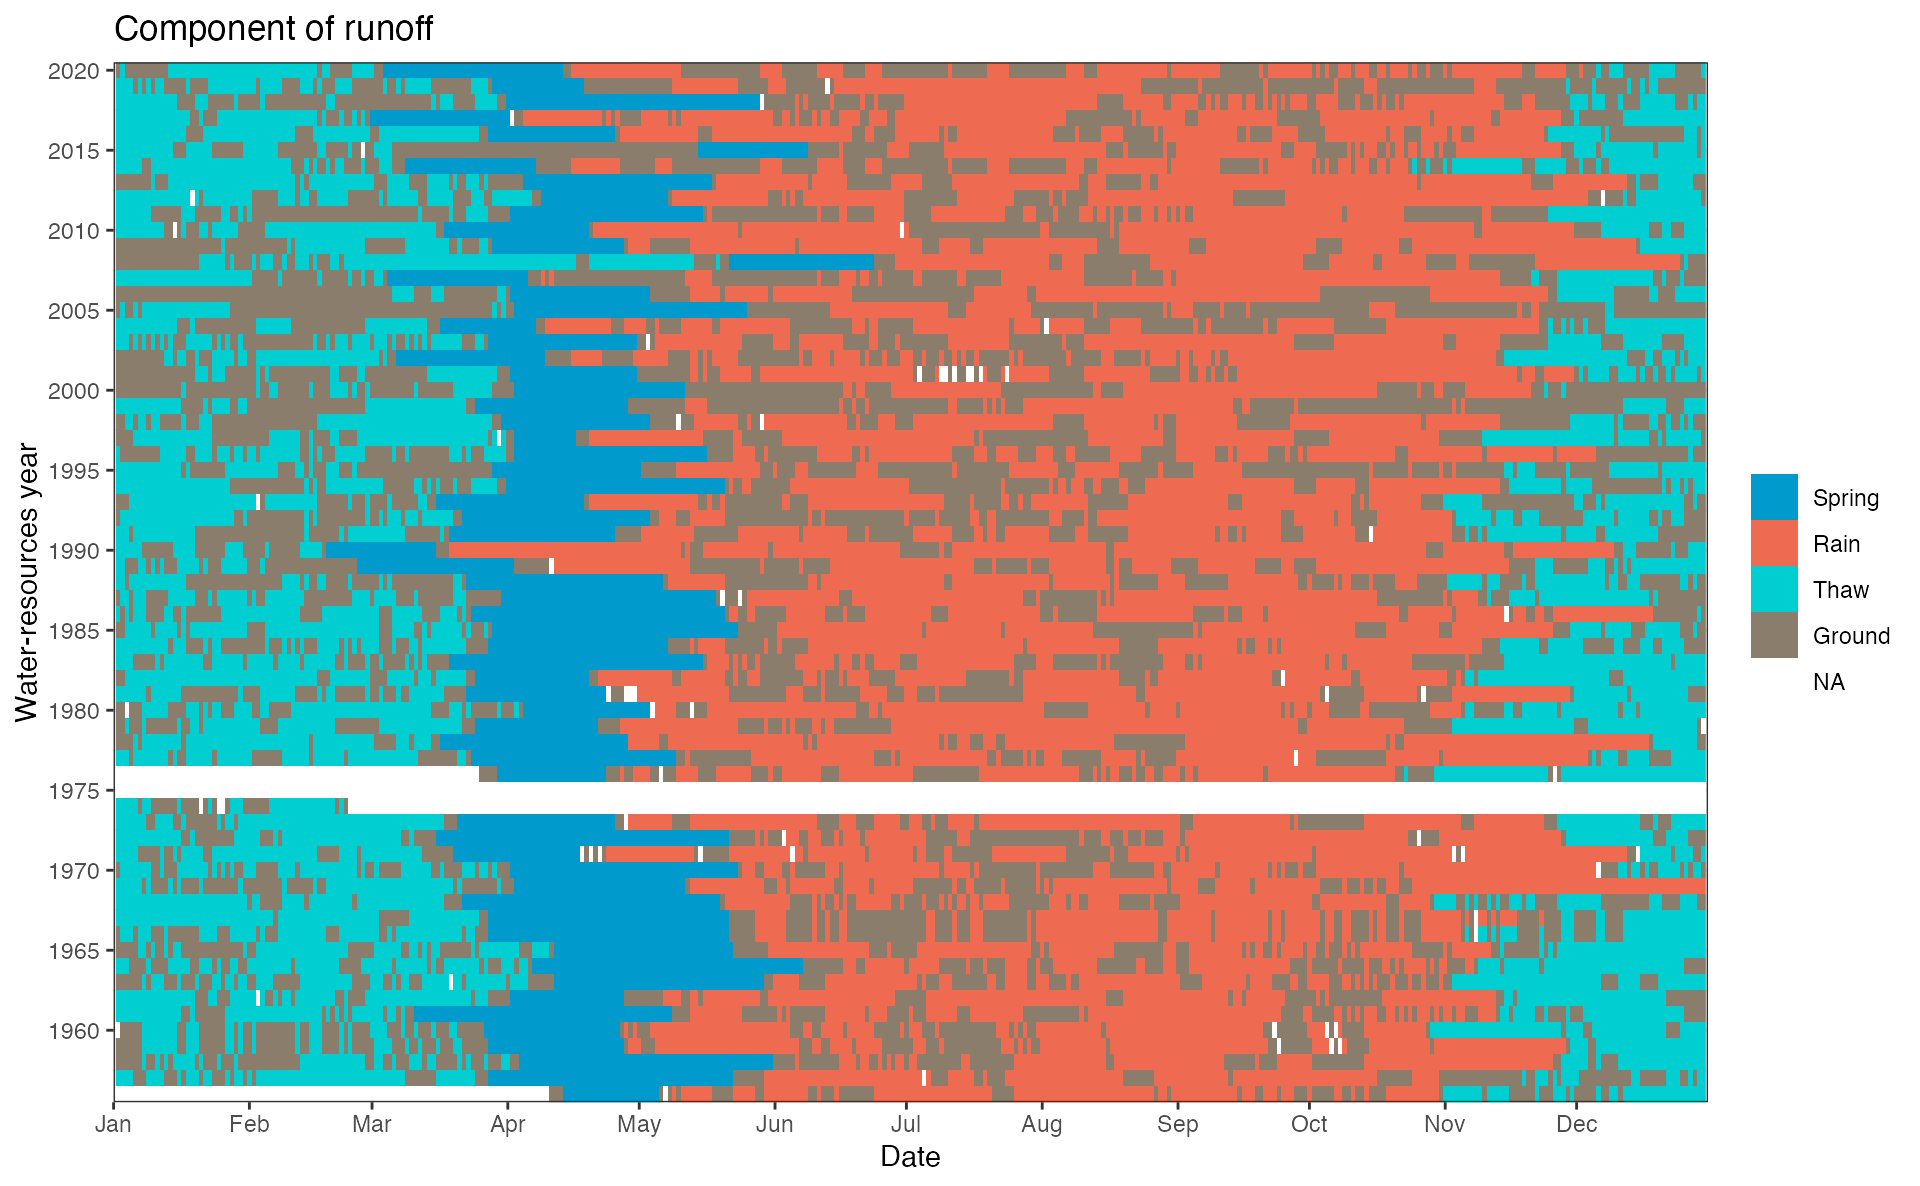 Component of runoff
Water-resources year
2020
2015
2010
2005
2000
1995
1990
1985
1980
1975
1970
1965
1960
Jan Feb Mar Apr May Jun Jul Aug Sep Oct Nov Dec
Date
Spring
Rain
Thaw
Ground
NA